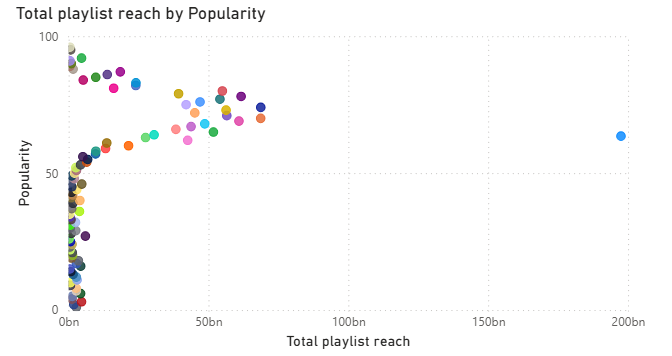 Total playlist reach by Popularity
100
50
0
Popularity
0bn 50bn 100bn 150bn 200bn
Total playlist reach